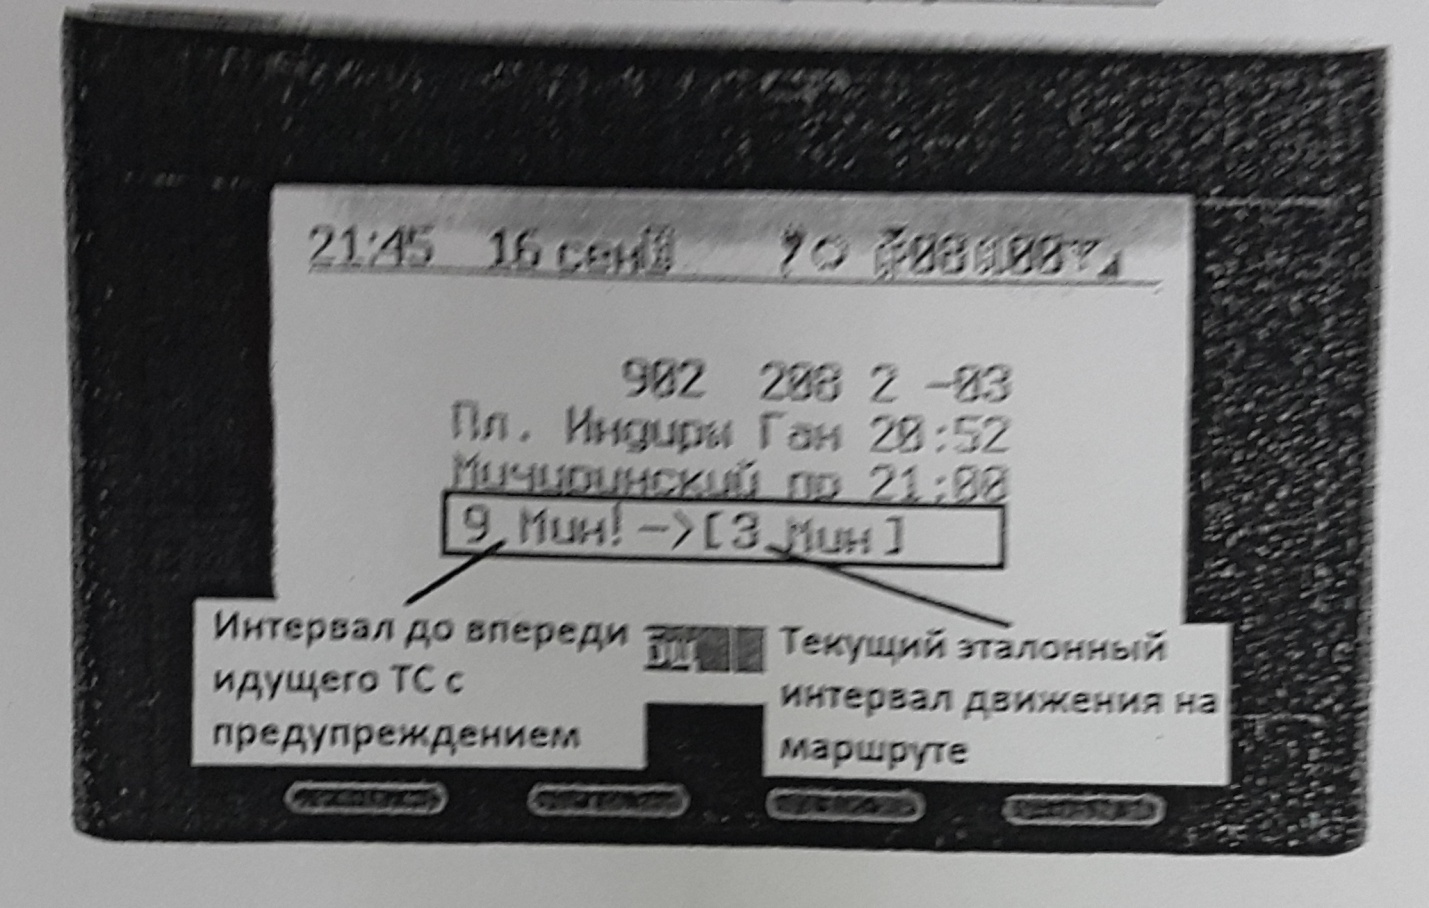 21:45 16 сен
902 208 2 -03
Пл. Индиры Ган 20:52
Мичуринский пр 21:00
9 Мин! ->[3 Мин]
Интервал до впереди
идущего ТС с
предупреждением
Текущий эталонный
интервал движения на
маршруте